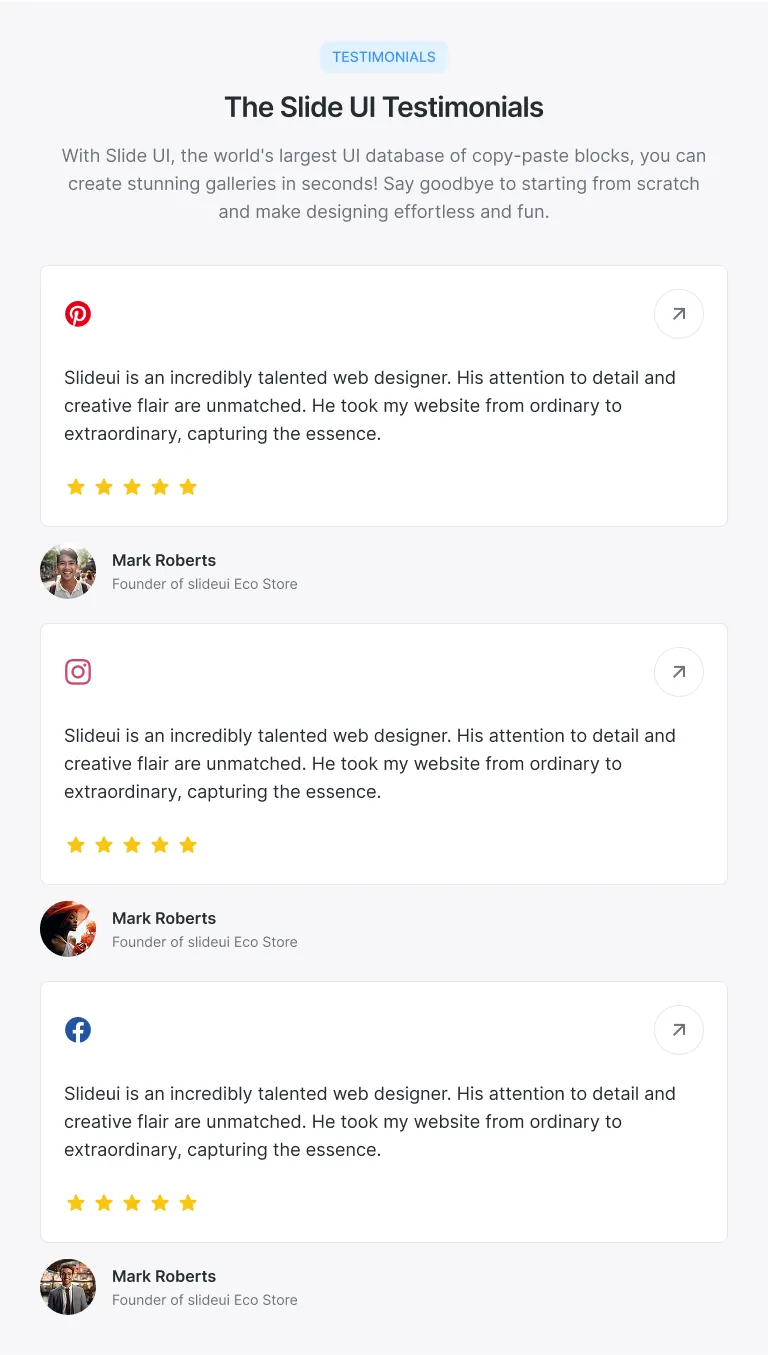 TESTIMONIALS
The Slide UI Testimonials
With Slide UI, the world's largest UI database of copy-paste blocks, you can
create stunning galleries in seconds! Say goodbye to starting from scratch
and make designing effortless and fun.
Slideui is an incredibly talented web designer. His attention to detail and
creative flair are unmatched. He took my website from ordinary to
extraordinary, capturing the essence.
Mark Roberts
Founder of slideui Eco Store
Slideui is an incredibly talented web designer. His attention to detail and
creative flair are unmatched. He took my website from ordinary to
extraordinary, capturing the essence.
Mark Roberts
Founder of slideui Eco Store
Slideui is an incredibly talented web designer. His attention to detail and
creative flair are unmatched. He took my website from ordinary to
extraordinary, capturing the essence.
Mark Roberts
Founder of slideui Eco Store